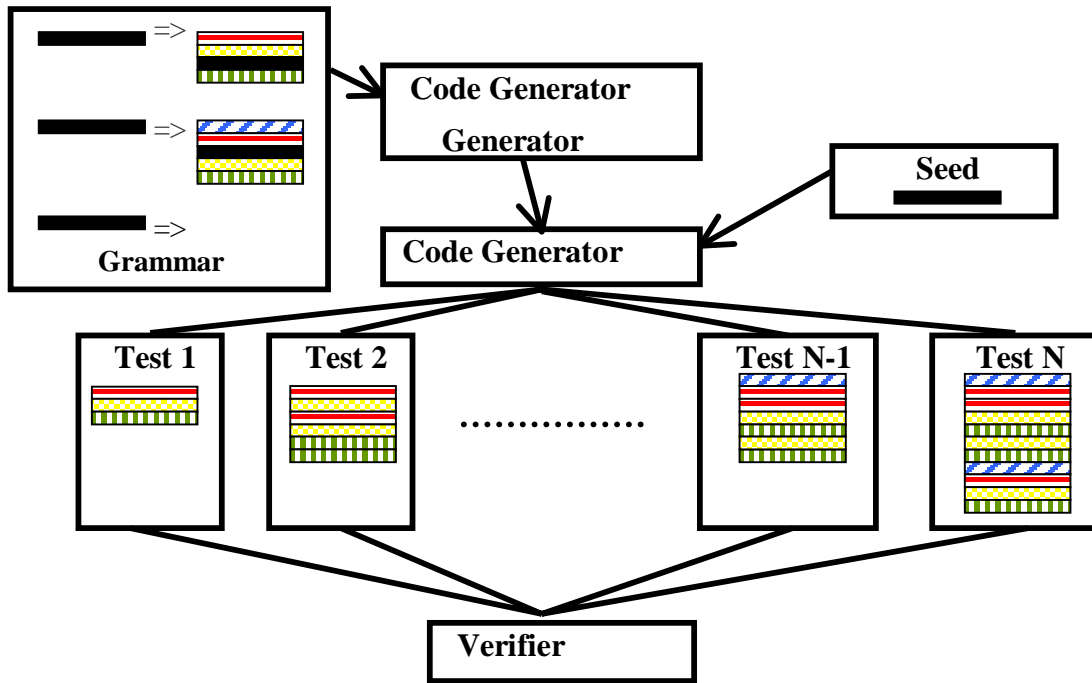 =>
=>
=>
Grammar
Code Generator
Generator
Seed
Code Generator
Test 1
Test 2
Test N-1
Test N
.................
Verifier